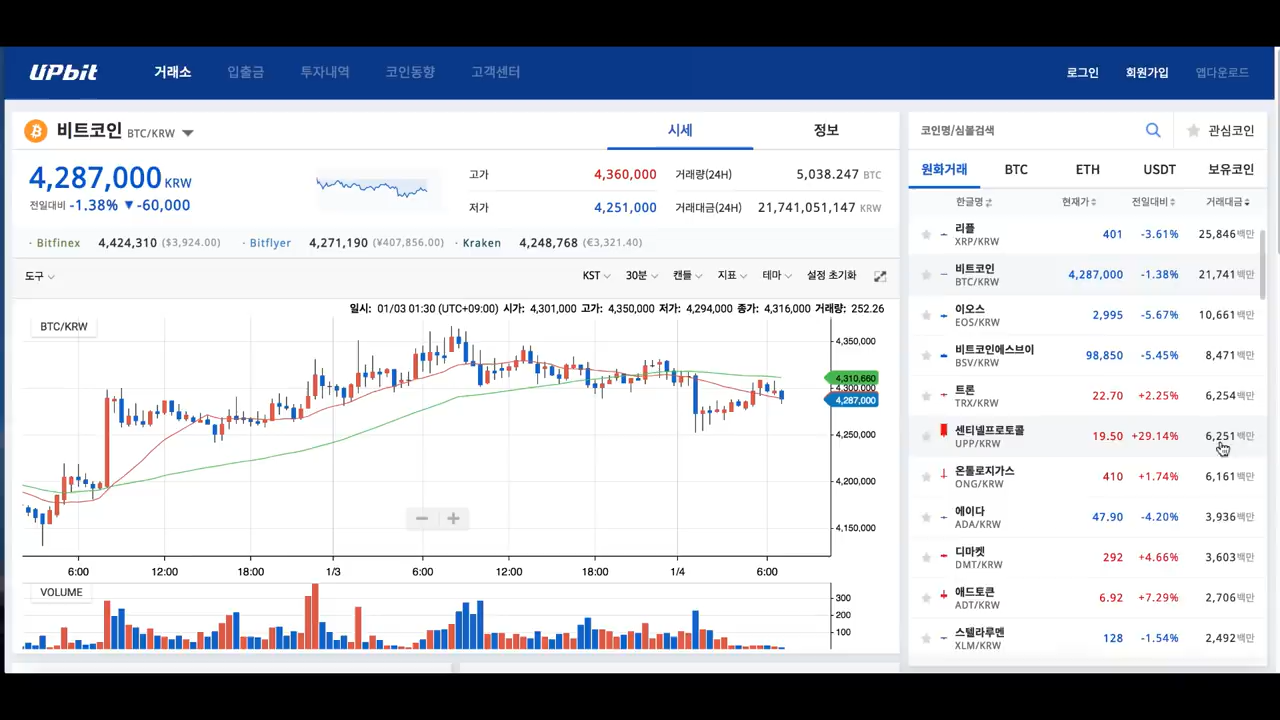 UPbit 거래소 입출금 투자내역 코인동향 고객센터 로그인 회원가입 앱다운로드
비트코인 BTC/KRW 시세 정보
4,287,000 KRW
전일대비 -1.38% ▼-60,000
고가 4,360,000 거래량(24H) 5,038.247 BTC
저가 4,251,000 거래대금(24H) 21,741,051,147 KRW
· Bitfinex 4,424,310 ($3,924.00) · Bitflyer 4,271,190 (¥407,856.00) · Kraken 4,248,768 (€3,321.40)
도구 KST 30분 캔들 지표 테마 설정 초기화
일시: 01/03 01:30 (UTC+09:00) 시가: 4,301,000 고가: 4,350,000 저가: 4,294,000 종가: 4,316,000 거래량: 252.26
BTC/KRW
4,350,000
4,310,660
4,300,000
4,287,000
4,250,000
4,200,000
4,150,000
− +
6:00 12:00 18:00 1/3 6:00 12:00 18:00 1/4 6:00
VOLUME
300
200
100
코인명/심볼검색 관심코인
원화거래 BTC ETH USDT 보유코인
한글명 현재가 전일대비 거래대금
리플 401 -3.61% 25,846백만
XRP/KRW
비트코인 4,287,000 -1.38% 21,741백만
BTC/KRW
이오스 2,995 -5.67% 10,661백만
EOS/KRW
비트코인에스브이 98,850 -5.45% 8,471백만
BSV/KRW
트론 22.70 +2.25% 6,254백만
TRX/KRW
센티넬프로토콜 19.50 +29.14% 6,251백만
UPP/KRW
온톨로지가스 410 +1.74% 6,161백만
ONG/KRW
에이다 47.90 -4.20% 3,936백만
ADA/KRW
디마켓 292 +4.66% 3,603백만
DMT/KRW
애드토큰 6.92 +7.29% 2,706백만
ADT/KRW
스텔라루멘 128 -1.54% 2,492백만
XLM/KRW